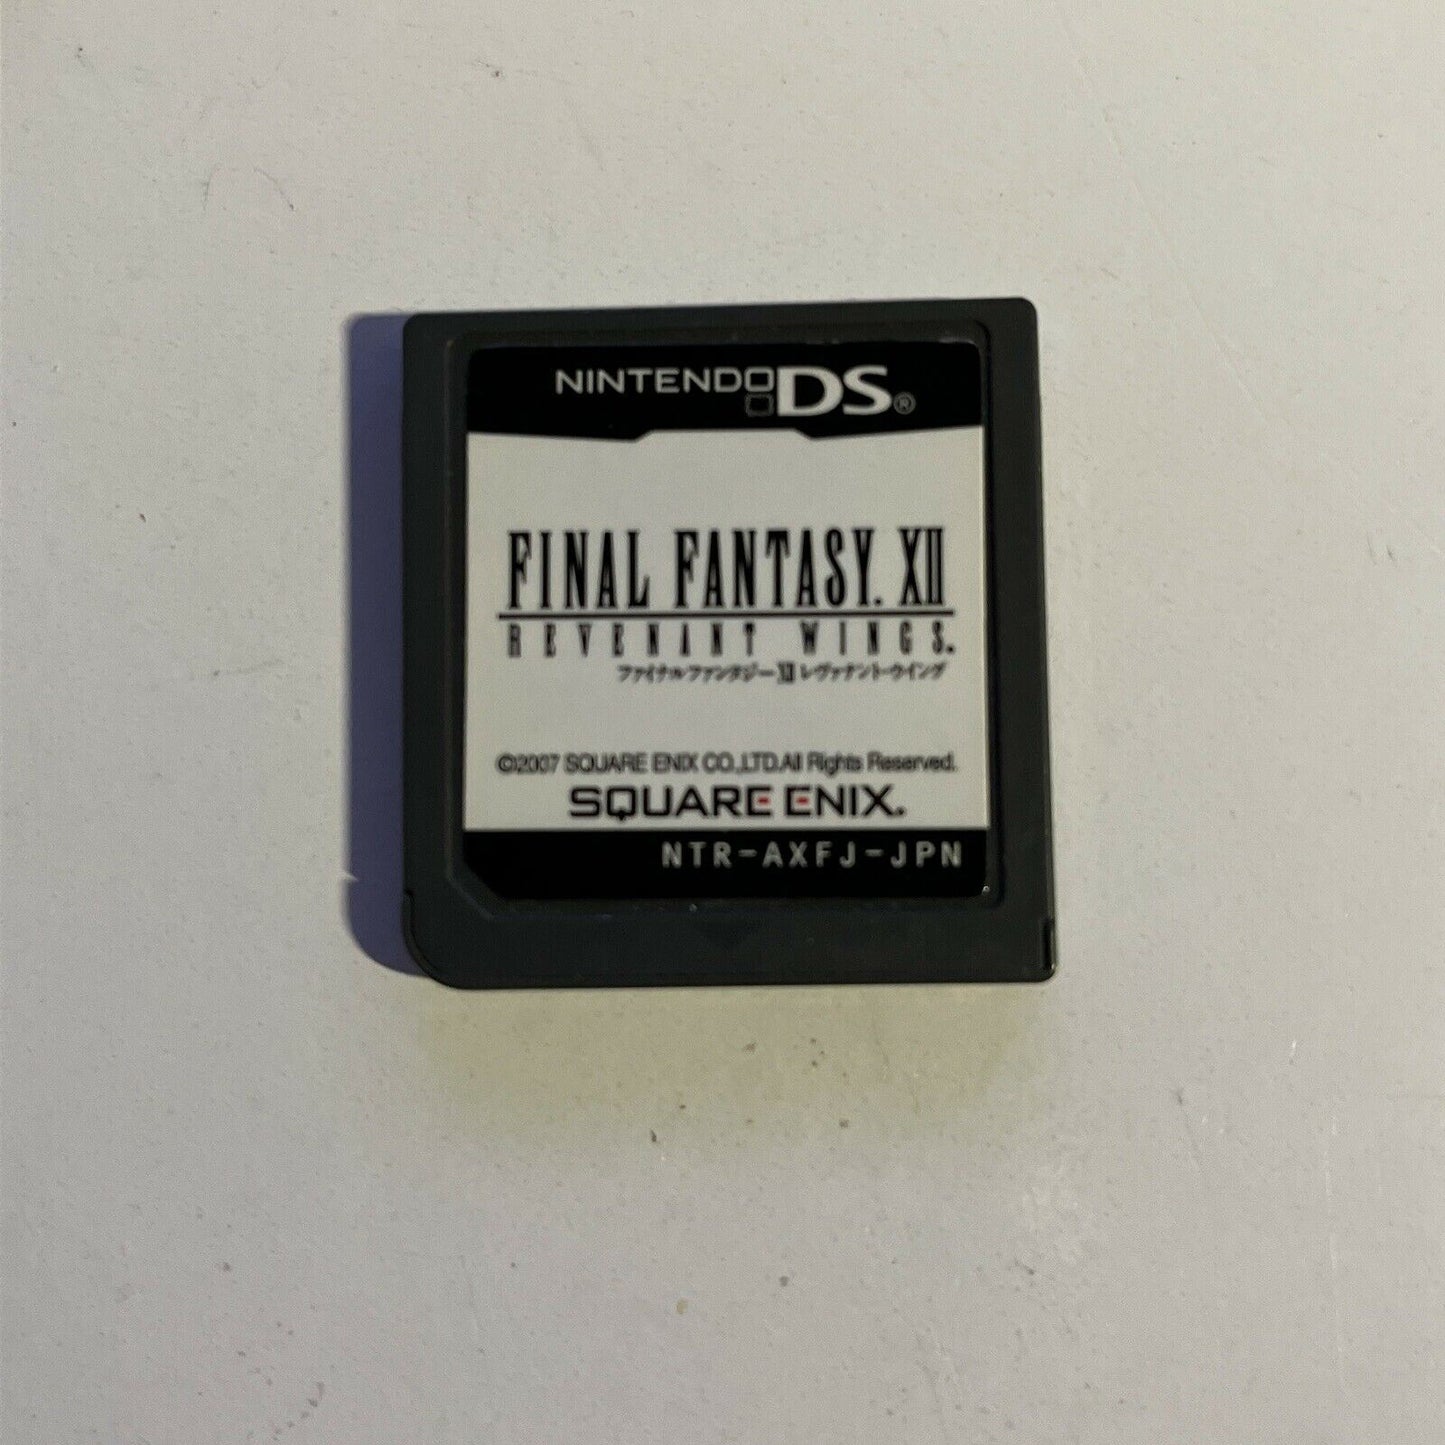 NINTENDO DS®
FINAL FANTASY. XII
REVENANT WINGS.
ファイナルファンタジーXII レヴァナント・ウイング
©2007 SQUARE ENIX CO.,LTD.All Rights Reserved.
SQUARE ENIX.
NTR-AXFJ-JPN